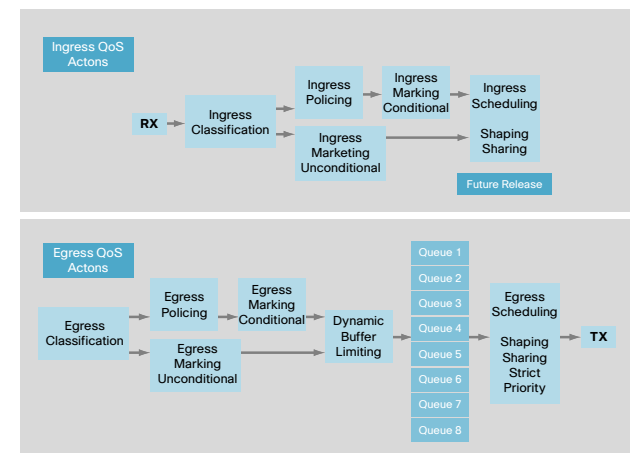 Ingress QoS
Actons
RX
Ingress
Classification
Ingress
Policing
Ingress
Marking
Conditional
Ingress
Marketing
Unconditional
Ingress
Scheduling
Shaping
Sharing
Future Release
Egress QoS
Actons
Egress
Classification
Egress
Policing
Egress
Marking
Conditional
Egress
Marking
Unconditional
Dynamic
Buffer
Limiting
Queue 1
Queue 2
Queue 3
Queue 4
Queue 5
Queue 6
Queue 7
Queue 8
Egress
Scheduling
Shaping
Sharing
Strict
Priority
TX